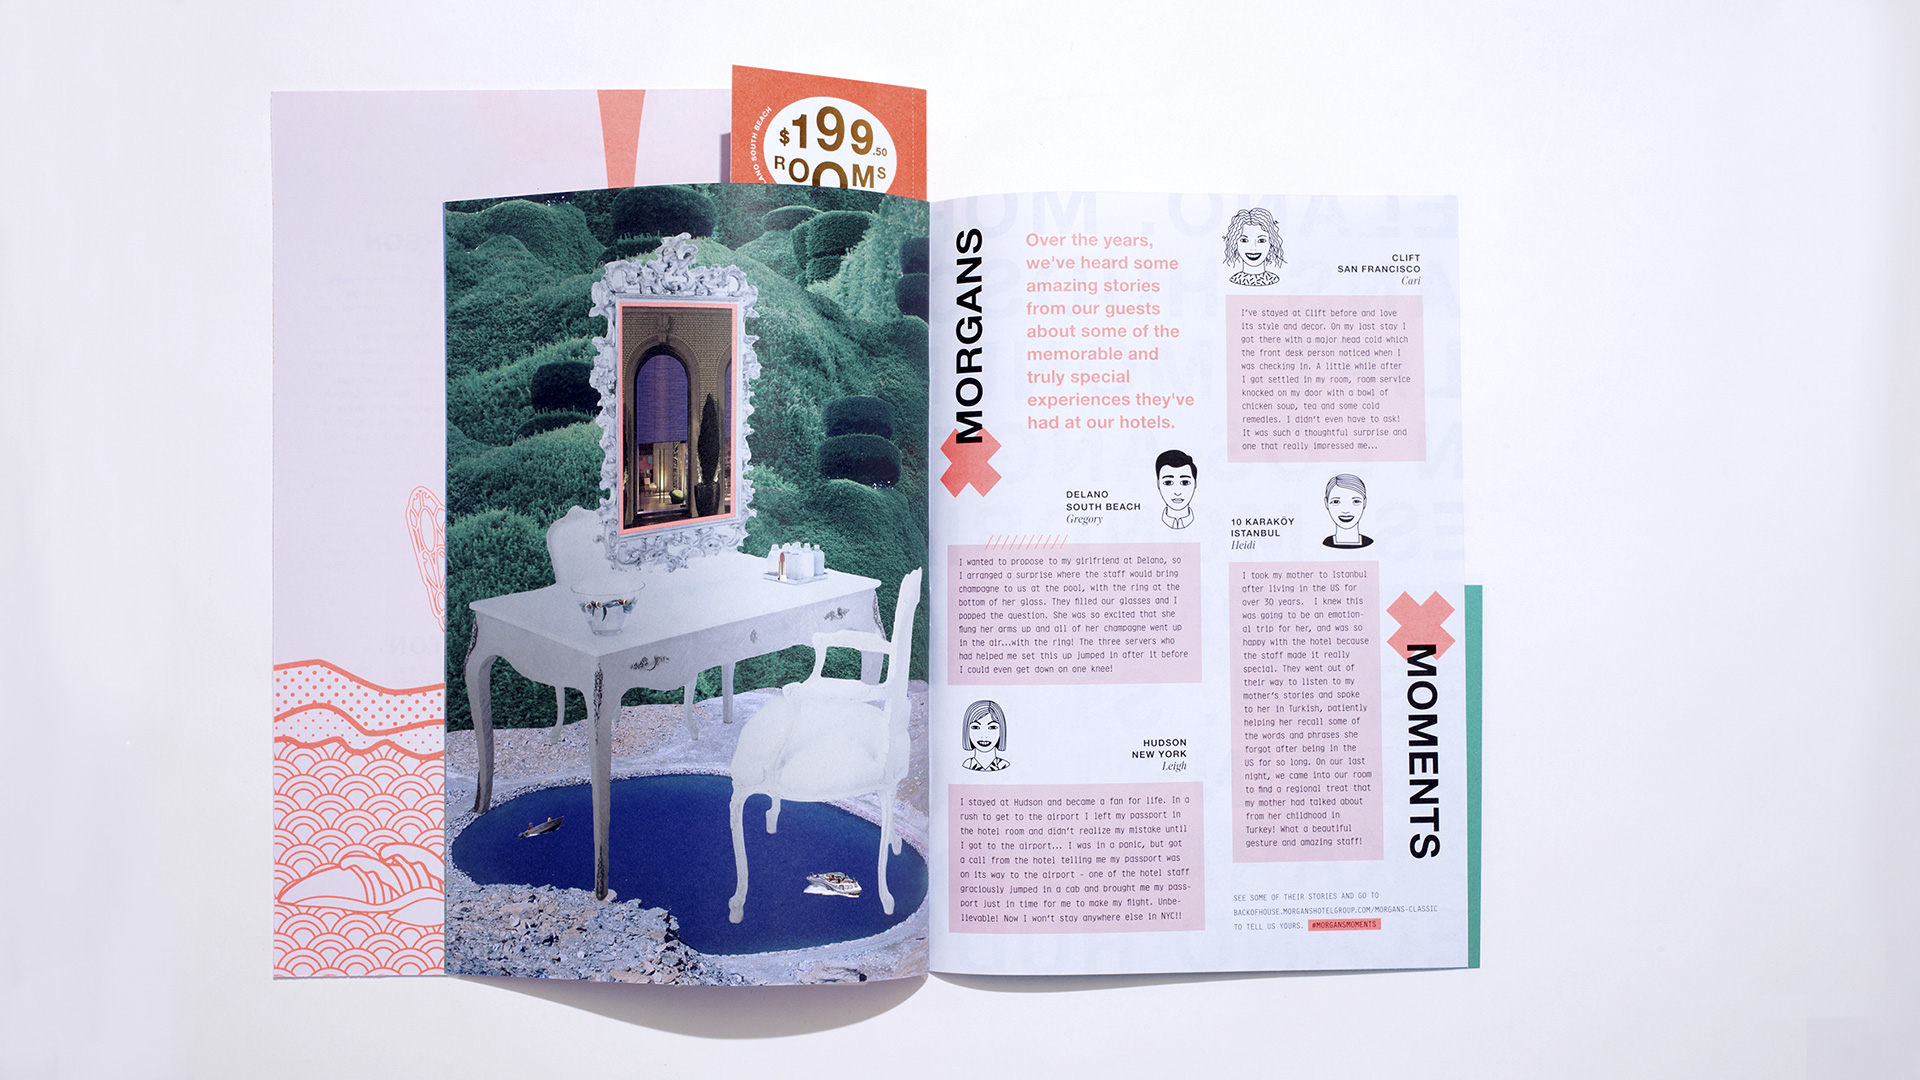 $199.50
ROOMS
MORGANS
Over the years,
we've heard some
amazing stories
from our guests
about some of the
memorable and
truly special
experiences they've
had at our hotels.
DELANO
SOUTH BEACH
Gregory
I wanted to propose to my girlfriend at Delano, so
I arranged a surprise where the staff would bring
champagne to us at the pool, with the ring at the
bottom of her glass. They filled our glasses and I
popped the question. She was so excited that she
flung her arms up and all of her champagne went up
in the air...with the ring! The three servers who
had helped me set this up jumped in after it before
I could even get down on one knee!
HUDSON
NEW YORK
Leigh
I stayed at Hudson and became a fan for life. In a
rush to get to the airport I left my passport in
the hotel room and didn't realize my mistake until
I got to the airport... I was in a panic, but got
a call from the hotel telling me my passport was
on its way to the airport - one of the hotel staff
graciously jumped in a cab and brought me my pass-
port just in time for me to make my flight. Unbe-
lievable! Now I won't stay anywhere else in NYC!!
CLIFT
SAN FRANCISCO
Cari
I've stayed at Clift before and love
its style and decor. On my last stay I
got there with a major head cold which
the front desk person noticed when I
was checking in. A little while after
I got settled in my room, room service
knocked on my door with a bowl of
chicken soup, tea and some cold
remedies. I didn't even have to ask!
It was such a thoughtful surprise and
one that really impressed me...
10 KARAKÖY
ISTANBUL
Heidi
I took my mother to Istanbul
after living in the US for
over 30 years. I knew this
was going to be an emotion-
al trip for her, and was so
happy with the hotel because
the staff made it really
special. They went out of
their way to listen to my
mother's stories and spoke
to her in Turkish, patiently
helping her recall some of
the words and phrases she
forgot after being in the
US for so long. On our last
night, we came into our room
to find a regional treat that
my mother had talked about
from her childhood in
Turkey! What a beautiful
gesture and amazing staff!
MOMENTS
SEE SOME OF THEIR STORIES AND GO TO
BACKOFHOUSE.MORGANSHOTELGROUP.COM/MORGANS-CLASSIC
TO TELL US YOURS. #MORGANSMOMENTS